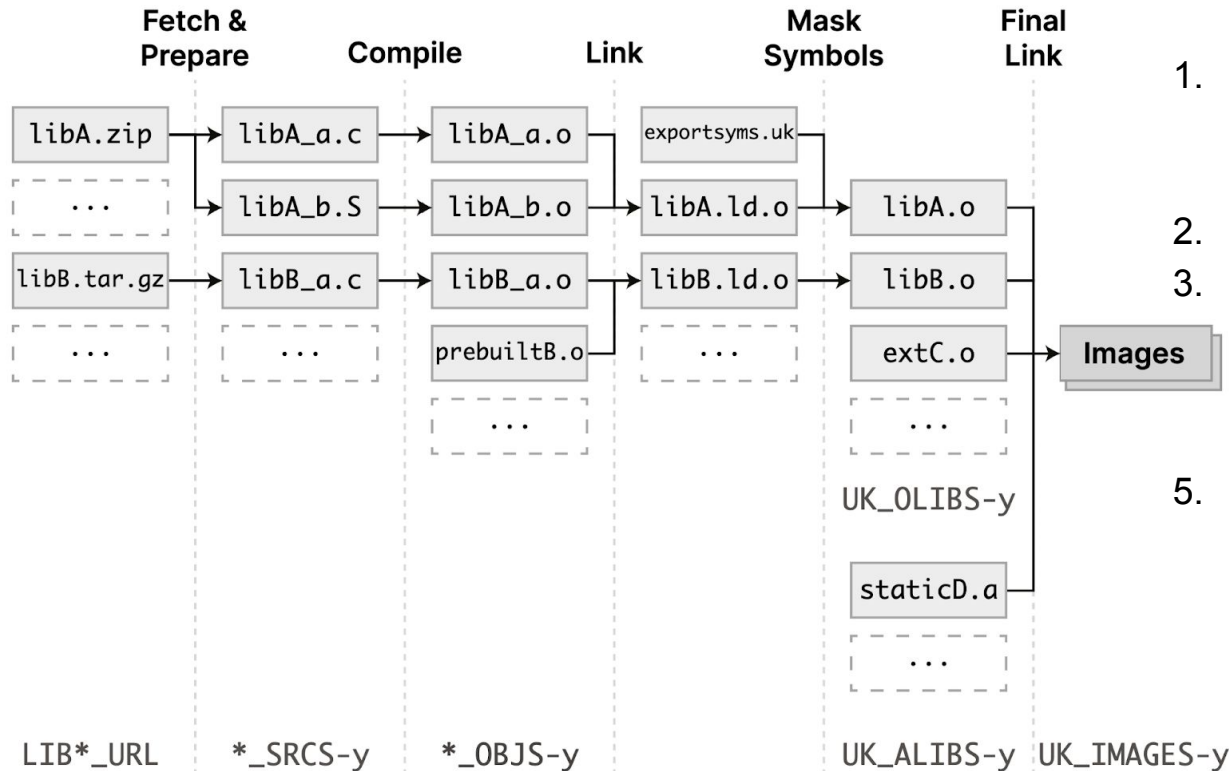 Fetch &
Prepare
Compile
Link
Mask
Symbols
Final
Link
1.
libA.zip
libA_a.c
libA_a.o
exportsyms.uk
...
libA_b.S
libA_b.o
libA.ld.o
libA.o
2.
libB.tar.gz
libB_a.c
libB_a.o
libB.ld.o
libB.o
3.
...
...
prebuiltB.o
...
extC.o
Images
...
...
UK_OLIBS-y
5.
staticD.a
...
LIB*_URL
*_SRCS-y
*_OBJS-y
UK_ALIBS-y
UK_IMAGES-y